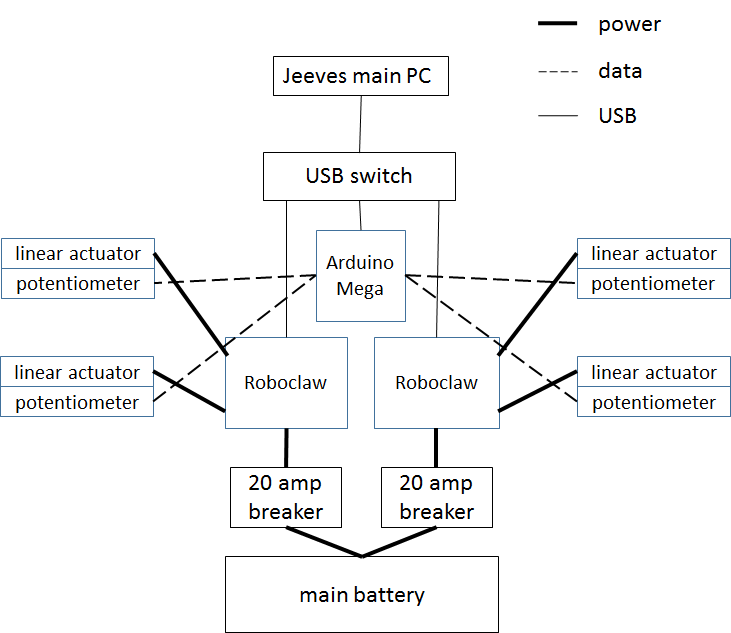 power
data
USB
Jeeves main PC
USB switch
Arduino
Mega
linear actuator
potentiometer
linear actuator
potentiometer
linear actuator
potentiometer
linear actuator
potentiometer
Roboclaw
Roboclaw
20 amp
breaker
20 amp
breaker
main battery